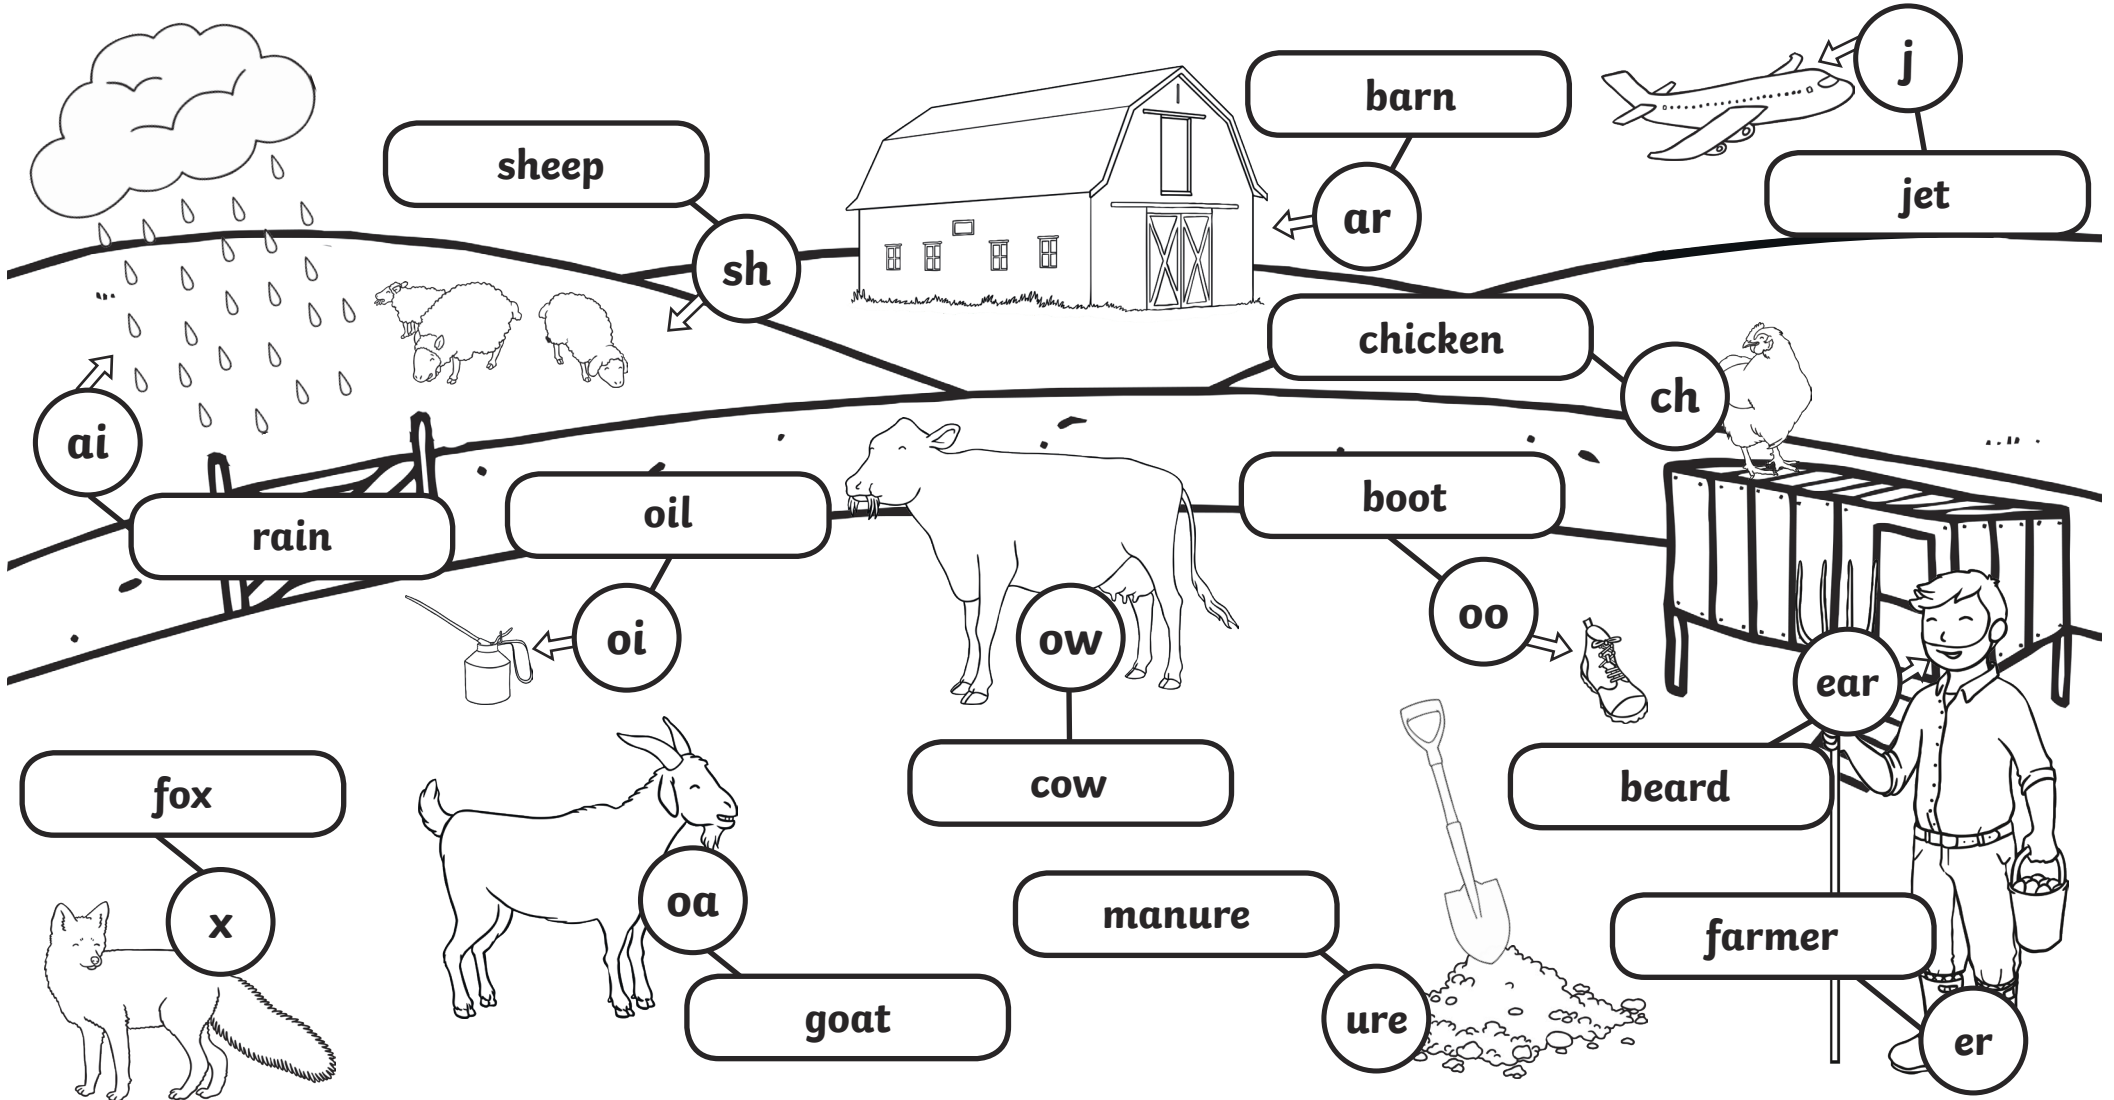 j
barn
sheep
jet
ar
sh
chicken
ch
ai
boot
oil
rain
oo
oi
ow
ear
cow
beard
fox
oa
manure
x
farmer
goat
ure
er